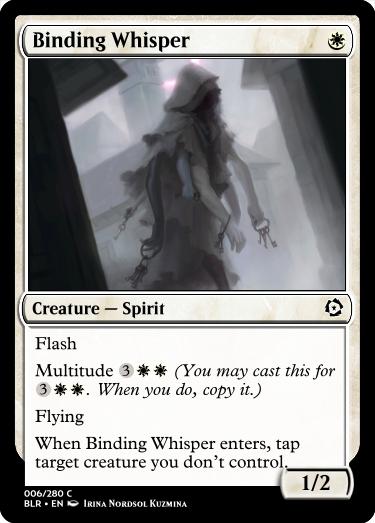 Binding Whisper
Creature — Spirit
Flash
Multitude 3 (You may cast this for
3. When you do, copy it.)
Flying
When Binding Whisper enters, tap
target creature you don't control.
1/2
006/280 C
BLR • EN Irina Nordsol Kuzmina